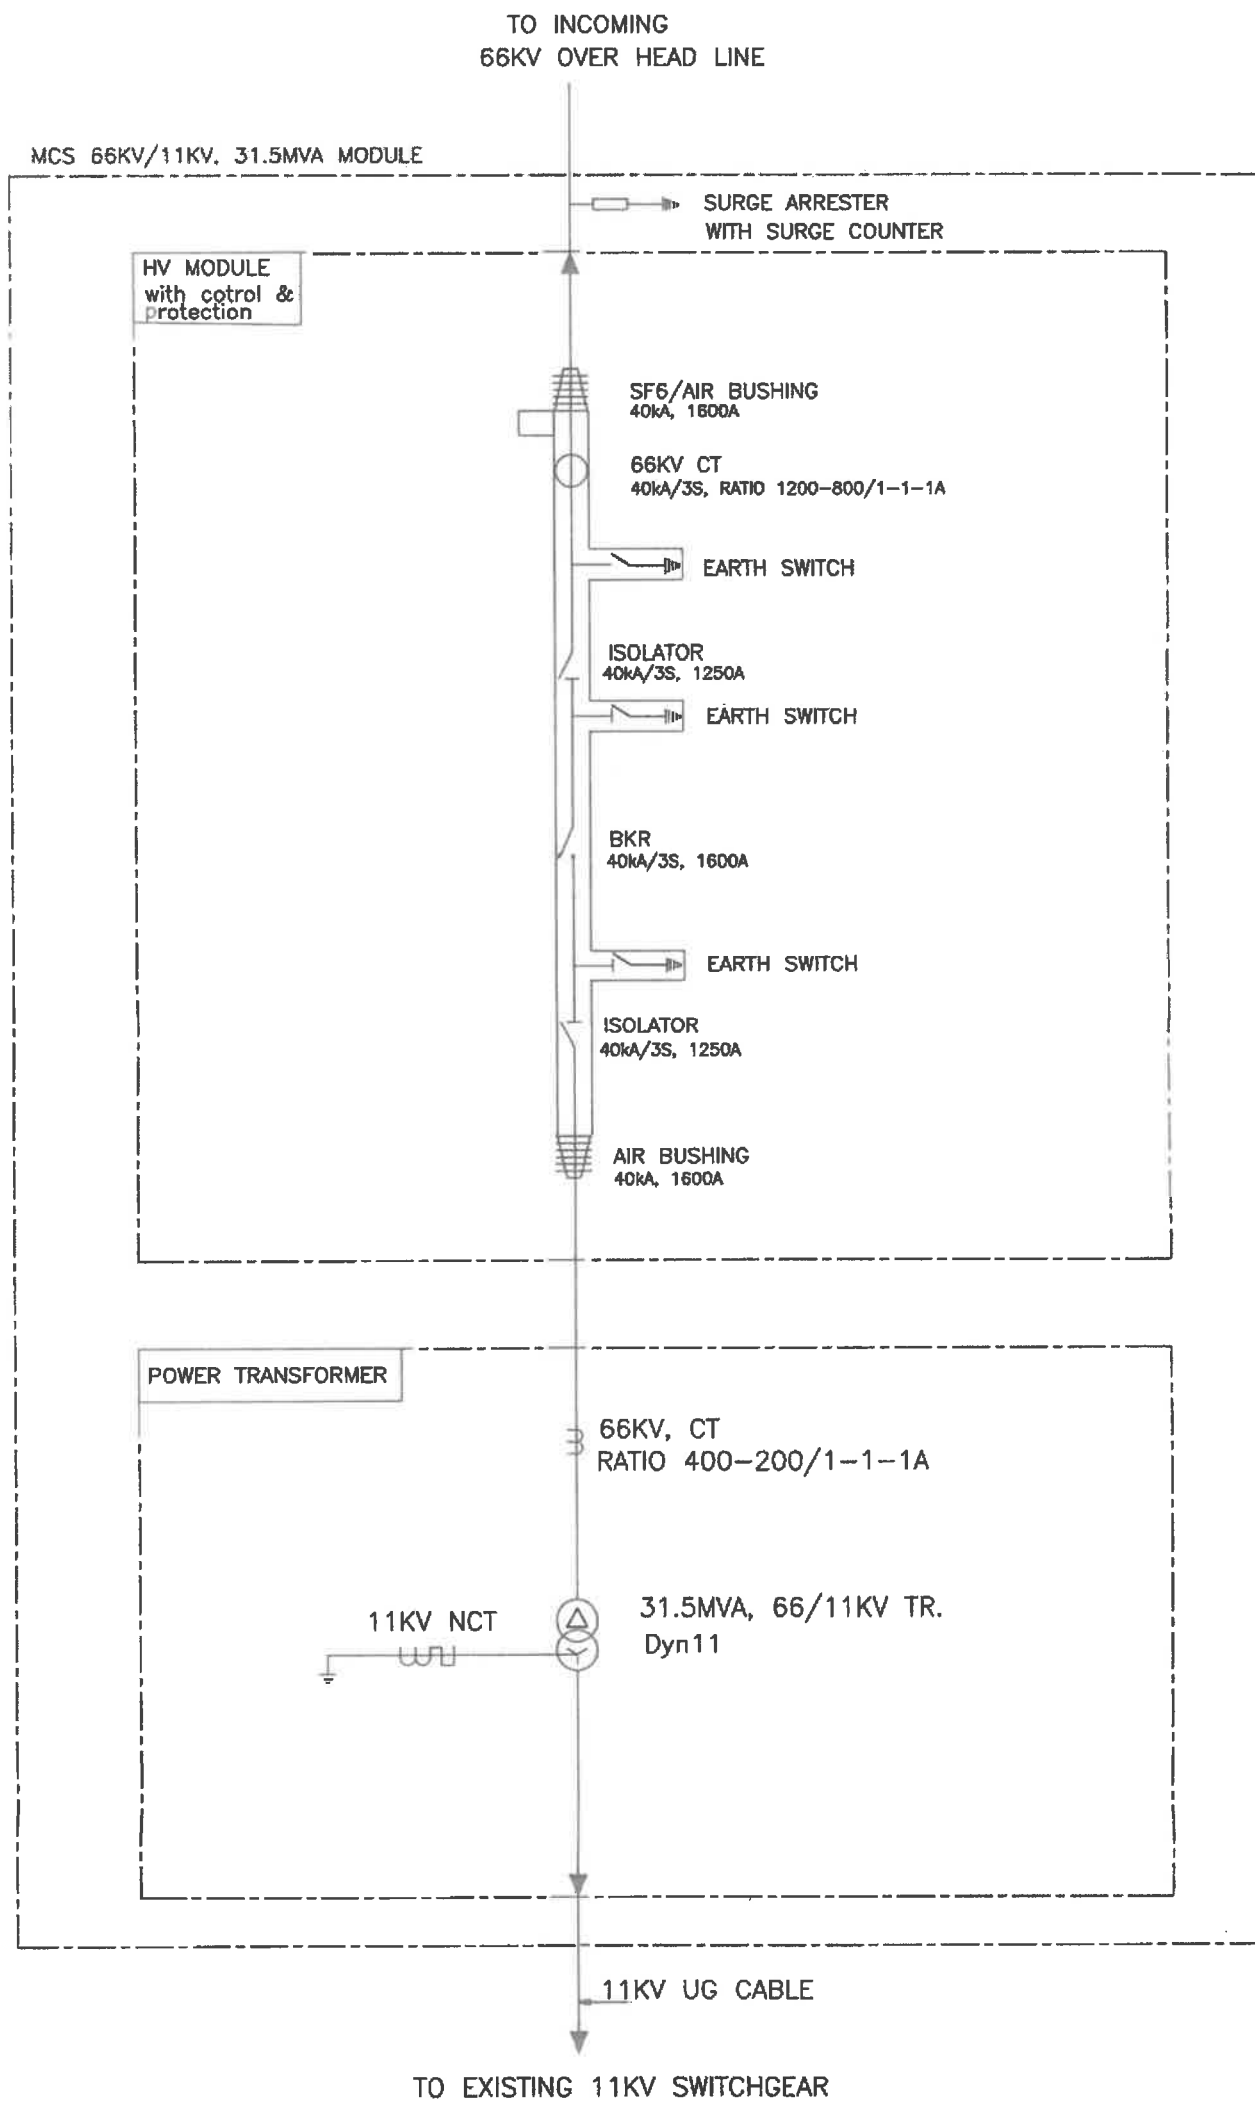 TO INCOMING
66KV OVER HEAD LINE
MCS 66KV/11KV, 31.5MVA MODULE
SURGE ARRESTER
WITH SURGE COUNTER
HV MODULE
with cotrol &
protection
SF6/AIR BUSHING
40kA, 1600A
66KV CT
40kA/3S, RATIO 1200-800/1-1-1A
EARTH SWITCH
ISOLATOR
40kA/3S, 1250A
EARTH SWITCH
BKR
40kA/3S, 1600A
EARTH SWITCH
ISOLATOR
40kA/3S, 1250A
AIR BUSHING
40kA, 1600A
POWER TRANSFORMER
66KV, CT
RATIO 400-200/1-1-1A
11KV NCT
31.5MVA, 66/11KV TR.
Dyn11
11KV UG CABLE
TO EXISTING 11KV SWITCHGEAR